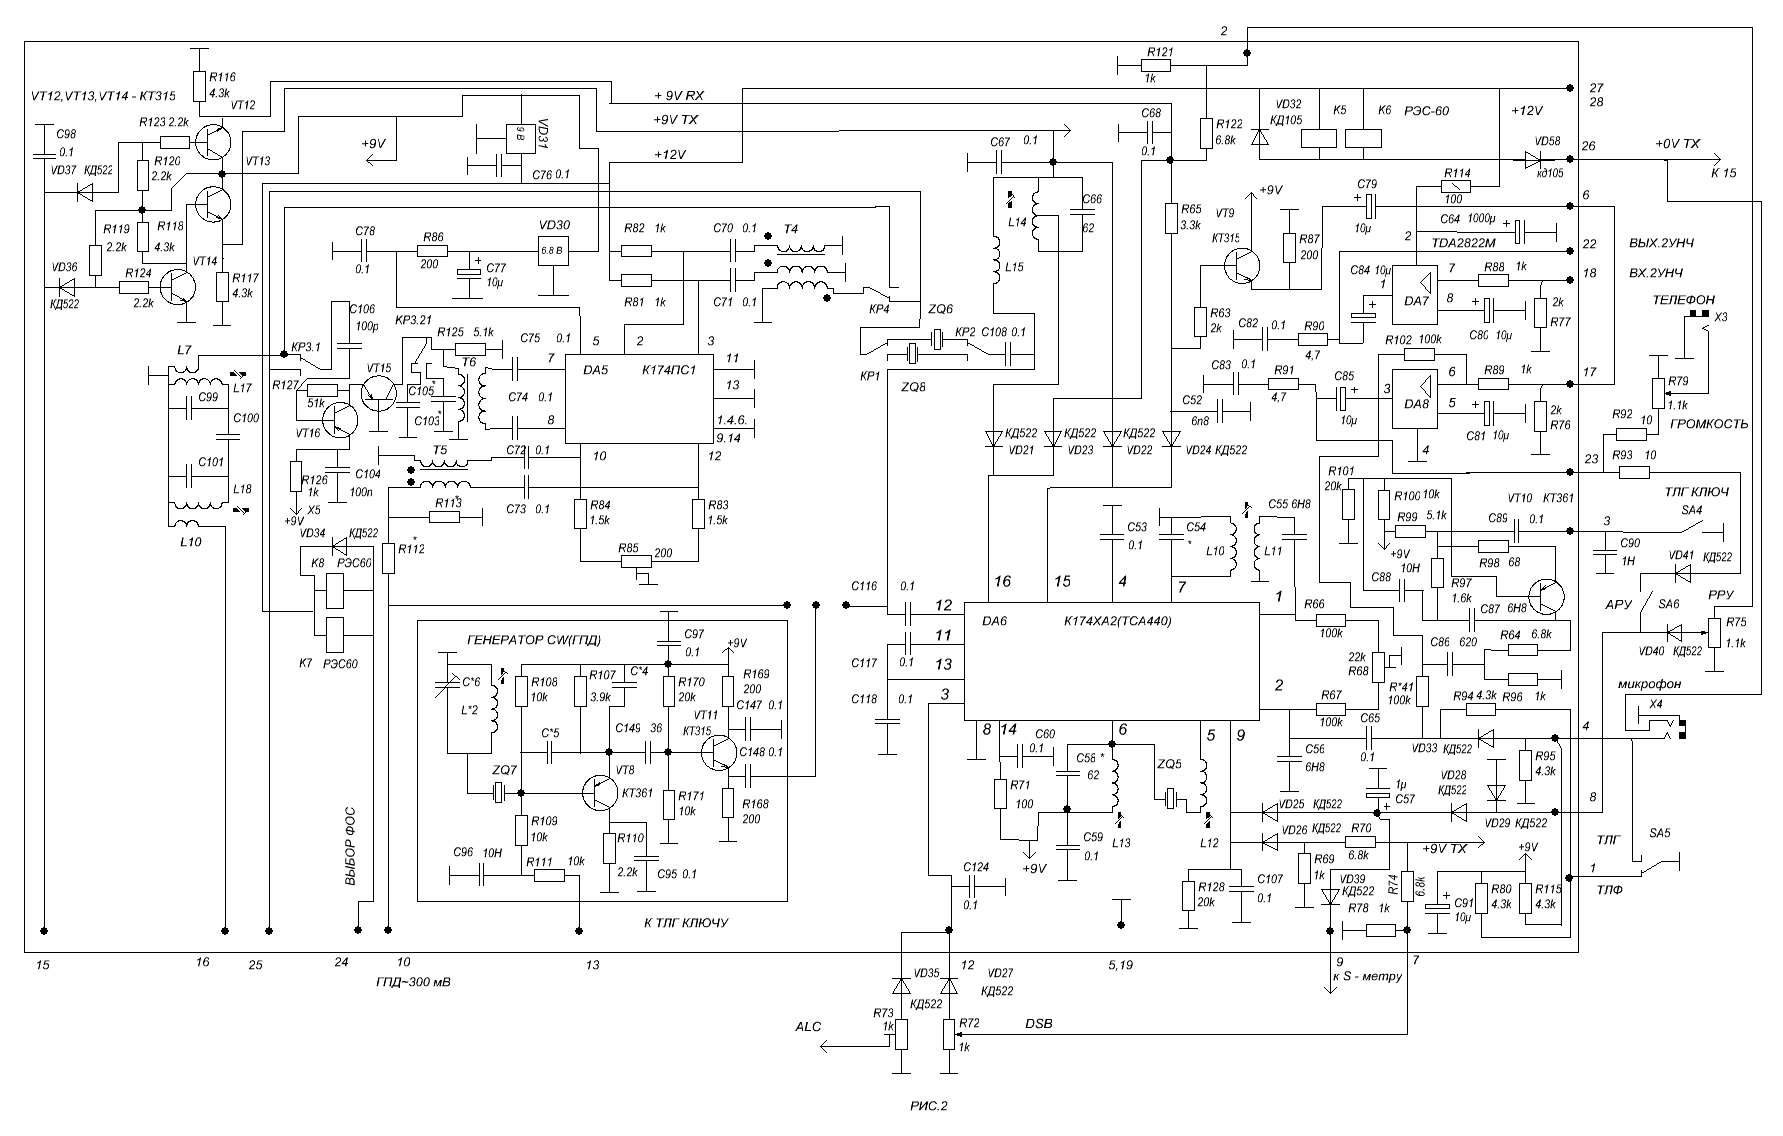 2
R121
1k
27
28
R116
4.3k
VT12,VT13,VT14 - КТ315
VT12
+ 9V RX
C68
0.1
VD32
КД105
K5
K6
РЭС-60
+12V
C98
0.1
R123 2.2k
+9V TX
VD31
9 В
R122
6.8k
+9V
C67
0.1
VD58
кд105
26
+0V TX
К 15
VT13
R120
2.2k
+12V
VD37
КД522
C76 0.1
R114
100
+9V
C79
10µ
6
C66
62
L14
R65
3.3k
VT9
КТ315
R119
2.2k
R118
4.3k
C78
0.1
R86
200
VD30
6.8 В
R82
1k
C70
0.1
T4
R87
200
2
C64
1000µ
TDA2822M
22
ВЫХ.2УНЧ
VD36
КД522
R124
2.2k
VT14
R117
4.3k
C77
10µ
R81
1k
C71
0.1
L15
C84
10µ
1
DA7
7
8
R88
1k
18
ВХ.2УНЧ
C106
100p
KP3.21
KP4
ZQ6
R63
2k
C80
10µ
2k
R77
ТЕЛЕФОН
X3
R125
5.1k
C75
0.1
KP2
C108 0.1
C82
0.1
R90
4,7
R102
100k
L7
KP3.1
VT15
T6
5
2
3
7
DA5
К174ПС1
11
KP1
ZQ8
C83
0.1
R91
4,7
C85
10µ
3
DA8
6
5
4
R89
1k
17
R79
1.1k
L17
R127
51k
C105
*
C103
*
C74
0.1
8
13
1.4.6.
9.14
C99
C100
VT16
C52
6n8
C81
10µ
2k
R76
R92
10
ГРОМКОСТЬ
КД522
VD21
КД522
VD23
КД522
VD22
VD24 КД522
C101
L18
R126
1k
C104
100n
T5
C72
0.1
10
12
23
R93
10
R101
20k
+9V
X5
R113
*
C73
0.1
R84
1.5k
R83
1.5k
R100
10k
R99
5.1k
VT10
КТ361
ТЛГ КЛЮЧ
SA4
C89
0.1
3
L10
VD34
КД522
C53
0.1
C54
*
L10
L11
C55
6H8
K8
РЭС60
R112
*
R85
200
+9V
10H
C88
R98
68
C90
1H
VD41
КД522
16
15
4
7
R97
1.6k
C116
0.1
12
DA6
К174ХА2(TCA440)
1
R66
100k
C87
6H8
АРУ
SA6
РРУ
R75
1.1k
ГЕНЕРАТОР CW(ГПД)
C97
0.1
+9V
11
K7
РЭС60
C117
0.1
13
22k
R68
C86
620
R64
6.8k
VD40
КД522
C*6
L*2
R108
10k
R107
3.9k
C*4
R170
20k
R169
200
C118
0.1
3
2
R67
100k
R*41
100k
R94
4.3k
R96
1k
микрофон
X4
VT11
КТ315
C147
0.1
C149
36
C*5
8
14
6
5
9
C65
0.1
4
C148
0.1
C60
0.1
C58
*
62
ZQ5
C56
6H8
VD33
КД522
R95
4.3k
ZQ7
VT8
КТ361
R71
100
1µ
C57
VD28
КД522
8
R171
10k
R168
200
VD25
КД522
VD29 КД522
R109
10k
R110
2.2k
C59
0.1
L13
L12
VD26
КД522
R70
6.8k
ТЛГ
SA5
ВЫБОР ФОС
C96
10H
R111
10k
C95 0.1
+9V
R69
1k
+9V TX
+9V
C124
0.1
R128
20k
C107
0.1
VD39
КД522
R74
6.8k
C91
10µ
R80
4.3k
R115
4.3k
1
ТЛФ
R78
1k
К ТЛГ КЛЮЧУ
15
16
25
24
10
13
12
5,19
9
7
ГПД~300 мВ
VD35
КД522
VD27
КД522
к S - метру
R73
1k
R72
1k
ALC
DSB
РИС.2